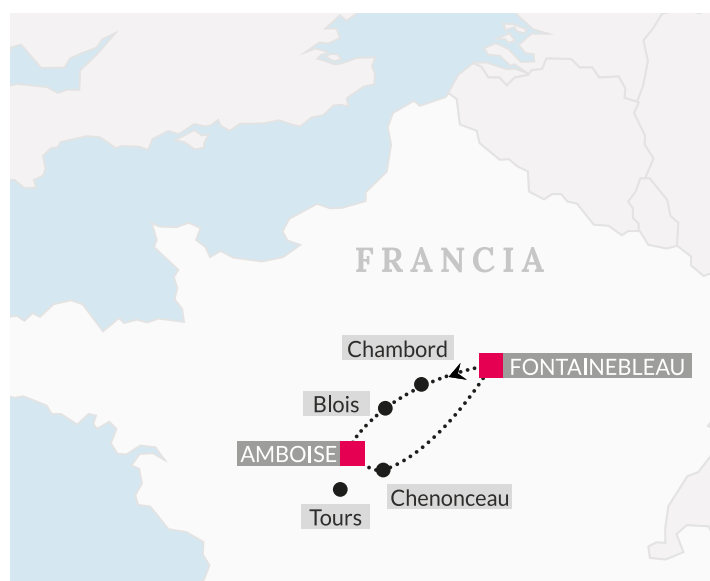 FRANCIA
Chambord
FONTAINEBLEAU
Blois
AMBOISE
Chenonceau
Tours